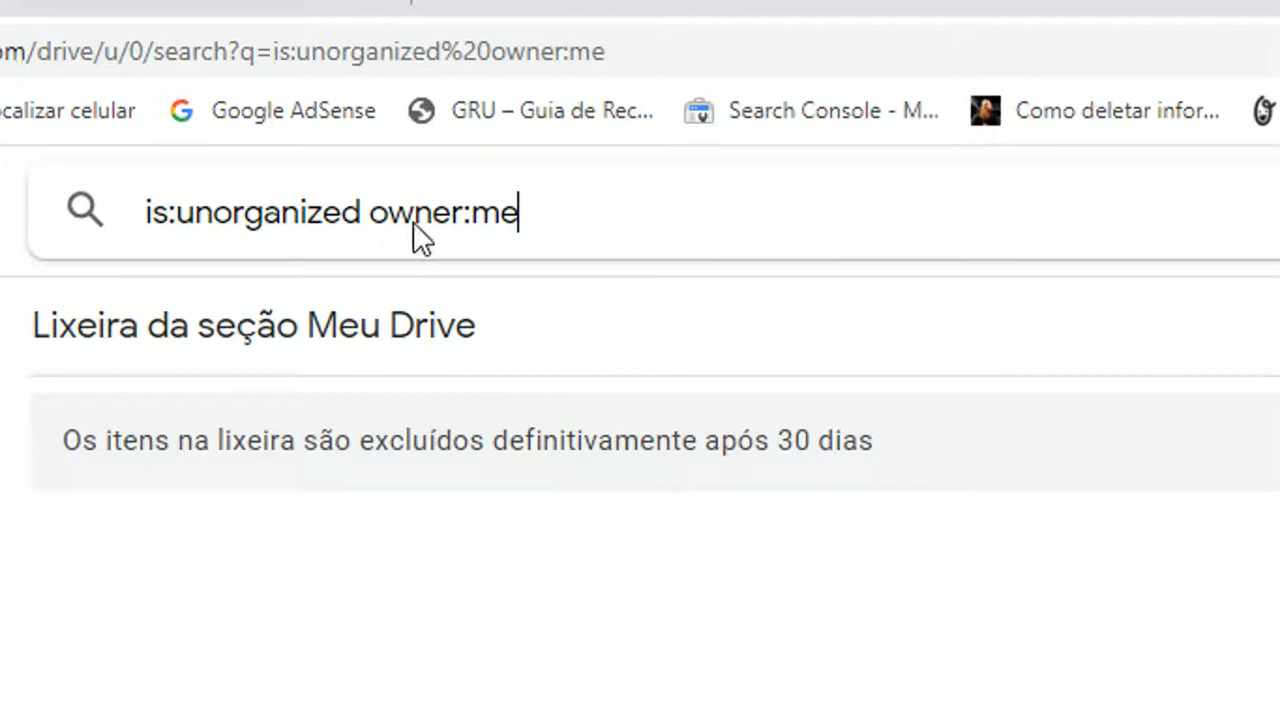 om/drive/u/0/search?q=is:unorganized%20owner:me
ocalizar celular Google AdSense GRU – Guia de Rec... Search Console - M... Como deletar infor...
is:unorganized owner:me
Lixeira da seção Meu Drive
Os itens na lixeira são excluídos definitivamente após 30 dias